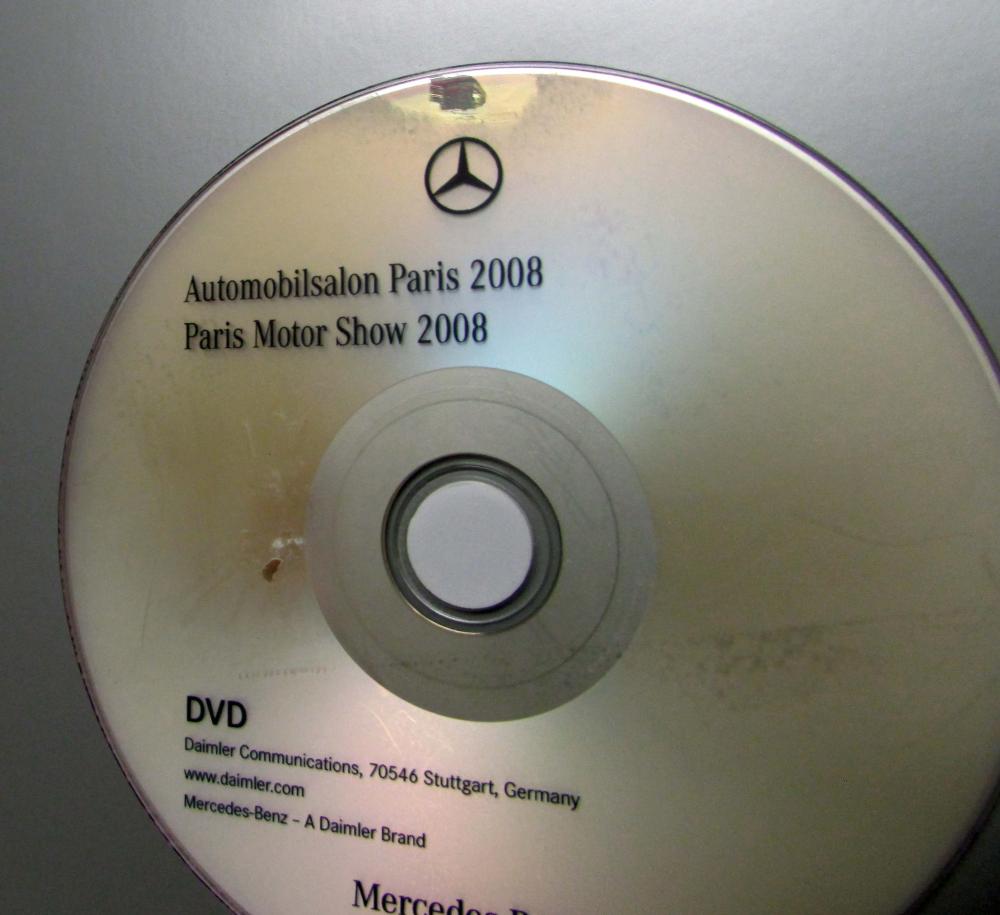 Automobilsalon Paris 2008
Paris Motor Show 2008
DVD
Daimler Communications, 70546 Stuttgart, Germany
www.daimler.com
Mercedes-Benz – A Daimler Brand
Mercedes